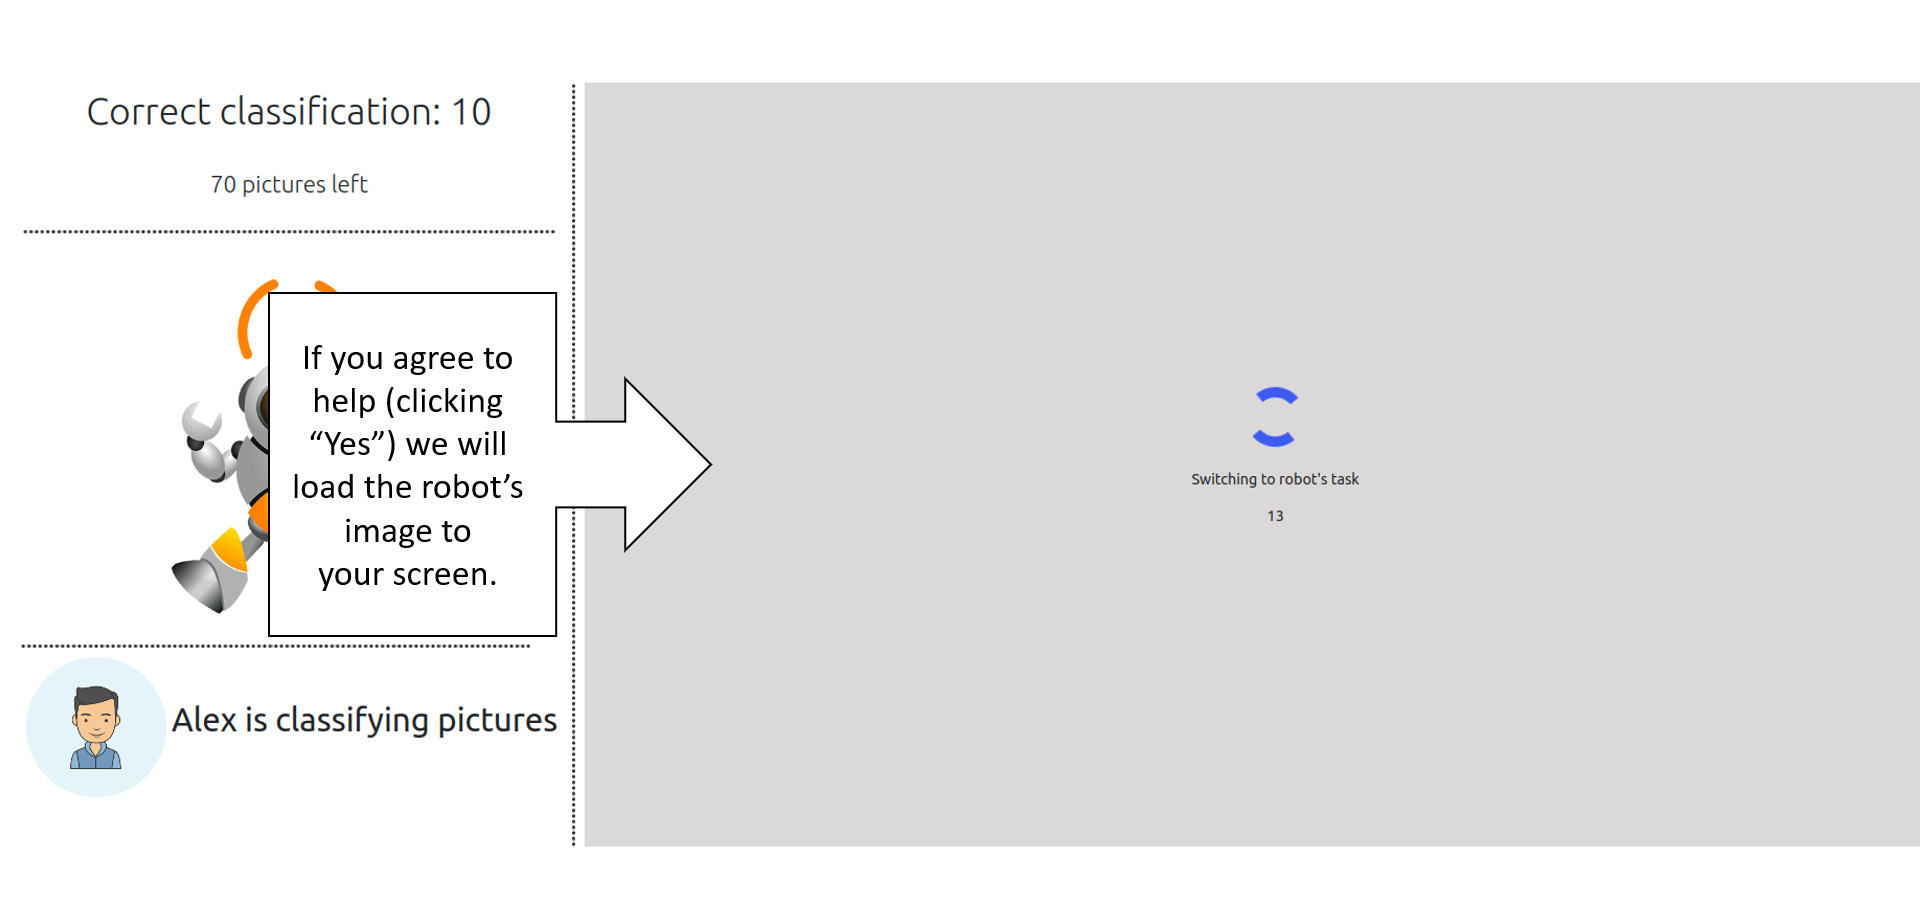 Correct classification: 10
70 pictures left
If you agree to
help (clicking
“Yes”) we will
load the robot’s
image to
your screen.
Switching to robot's task
13
Alex is classifying pictures